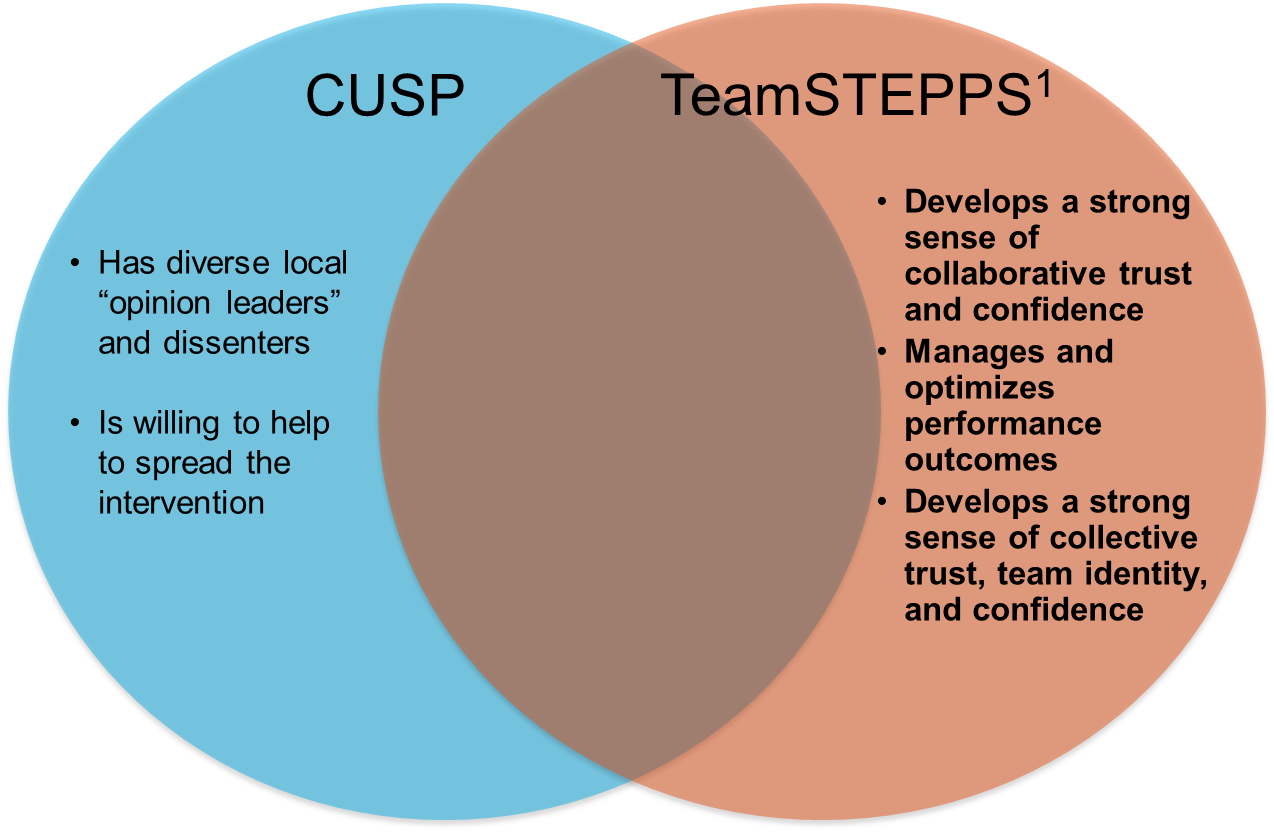 CUSP
TeamSTEPPS¹
• Has diverse local
“opinion leaders”
and dissenters
• Is willing to help
to spread the
intervention
• Develops a strong
sense of
collaborative trust
and confidence
• Manages and
optimizes
performance
outcomes
• Develops a strong
sense of collective
trust, team identity,
and confidence